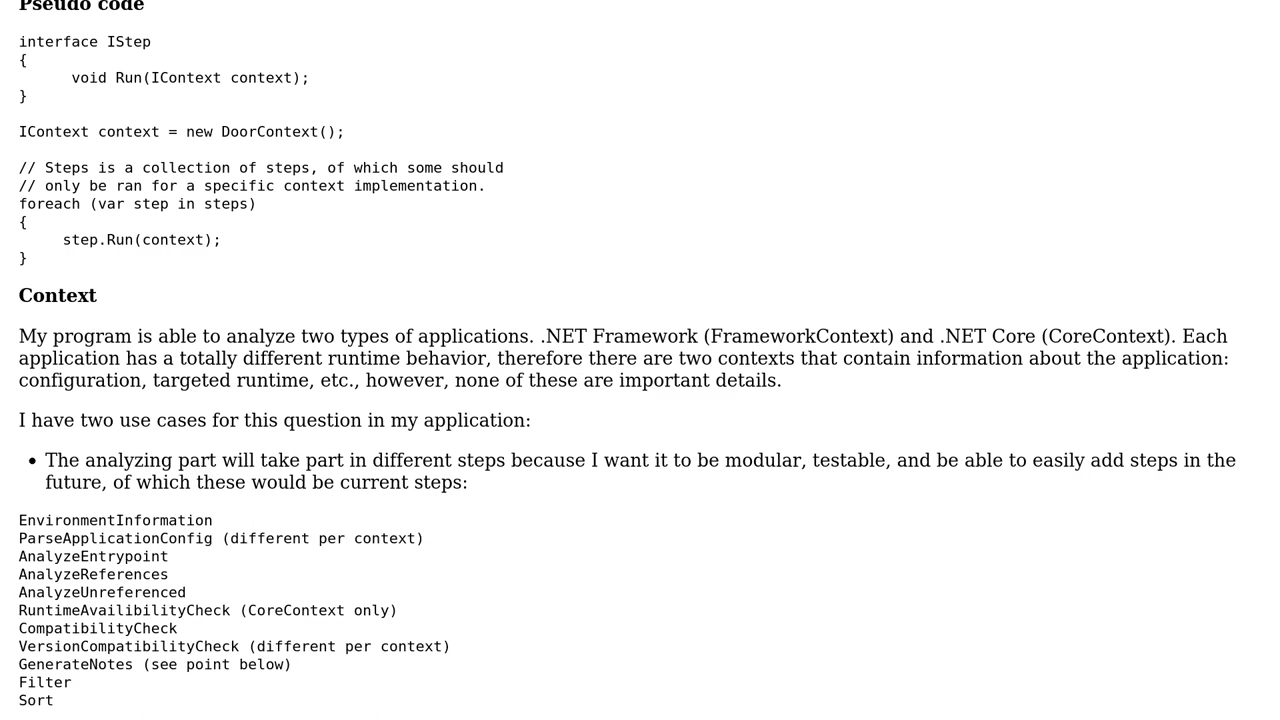 Pseudo code
interface IStep
{
void Run(IContext context);
}
IContext context = new DoorContext();
// Steps is a collection of steps, of which some should
// only be ran for a specific context implementation.
foreach (var step in steps)
{
step.Run(context);
}
Context
My program is able to analyze two types of applications. .NET Framework (FrameworkContext) and .NET Core (CoreContext). Each
application has a totally different runtime behavior, therefore there are two contexts that contain information about the application:
configuration, targeted runtime, etc., however, none of these are important details.
I have two use cases for this question in my application:
• The analyzing part will take part in different steps because I want it to be modular, testable, and be able to easily add steps in the
future, of which these would be current steps:
EnvironmentInformation
ParseApplicationConfig (different per context)
AnalyzeEntrypoint
AnalyzeReferences
AnalyzeUnreferenced
RuntimeAvailibilityCheck (CoreContext only)
CompatibilityCheck
VersionCompatibilityCheck (different per context)
GenerateNotes (see point below)
Filter
Sort